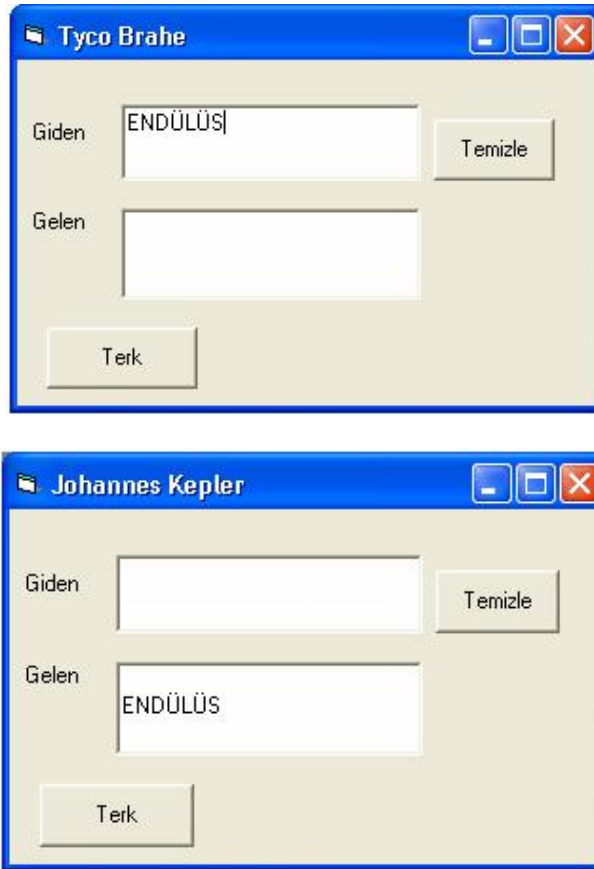 Tyco Brahe
Giden
ENDÜLÜS
Temizle
Gelen
Terk
Johannes Kepler
Giden
Temizle
Gelen
ENDÜLÜS
Terk